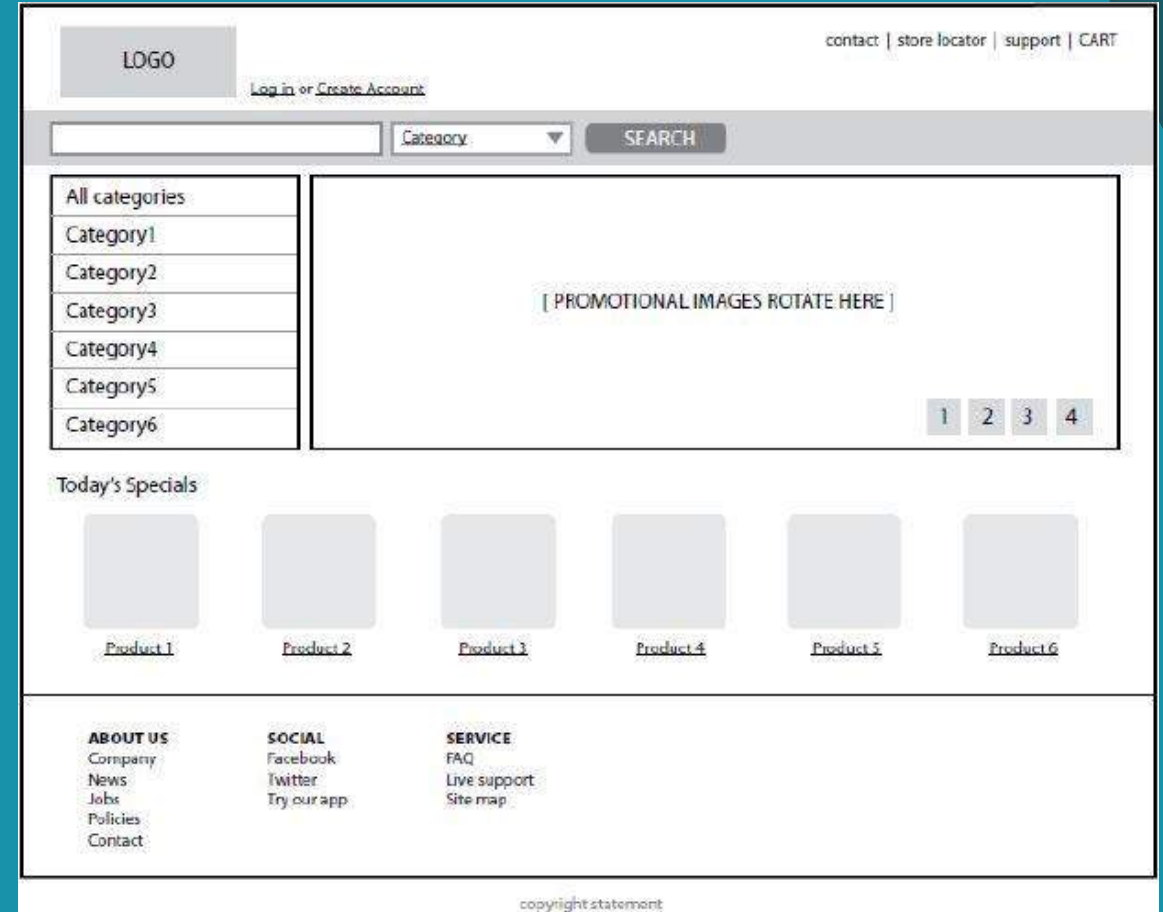 LOGO
contact | store locator | support | CART
Log in or Create Account
Category
SEARCH
All categories
Category1
Category2
Category3
Category4
Category5
Category6
[ PROMOTIONAL IMAGES ROTATE HERE ]
1 2 3 4
Today's Specials
Product 1
Product 2
Product 3
Product 4
Product 5
Product 6
ABOUT US
Company
News
Jobs
Policies
Contact
SOCIAL
Facebook
Twitter
Try our app
SERVICE
FAQ
Live support
Site map
copyright statement